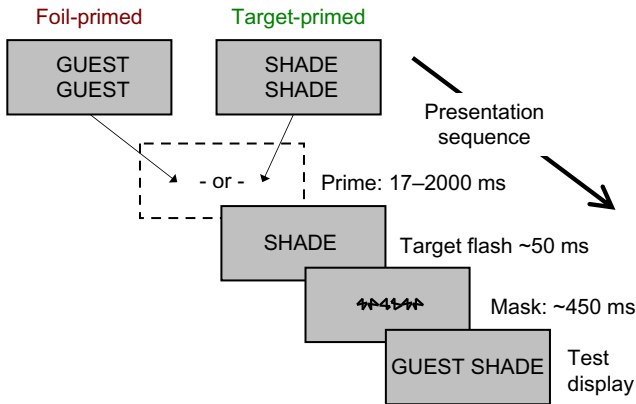 Foil-primed
Target-primed
GUEST
GUEST
SHADE
SHADE
Presentation
sequence
- or -
Prime: 17–2000 ms
SHADE
Target flash ~50 ms
Mask: ~450 ms
GUEST SHADE
Test
display